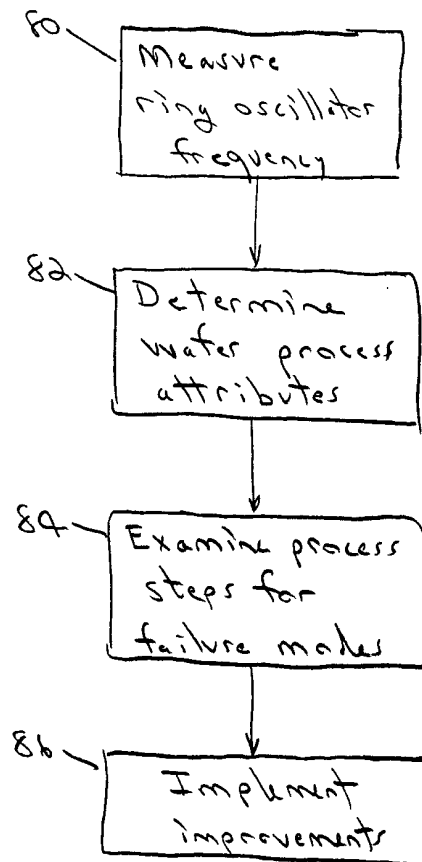 80
Measure
ring oscillator
frequency
82
Determine
wafer process
attributes
84
Examine process
steps for
failure modes
86
Implement
improvements